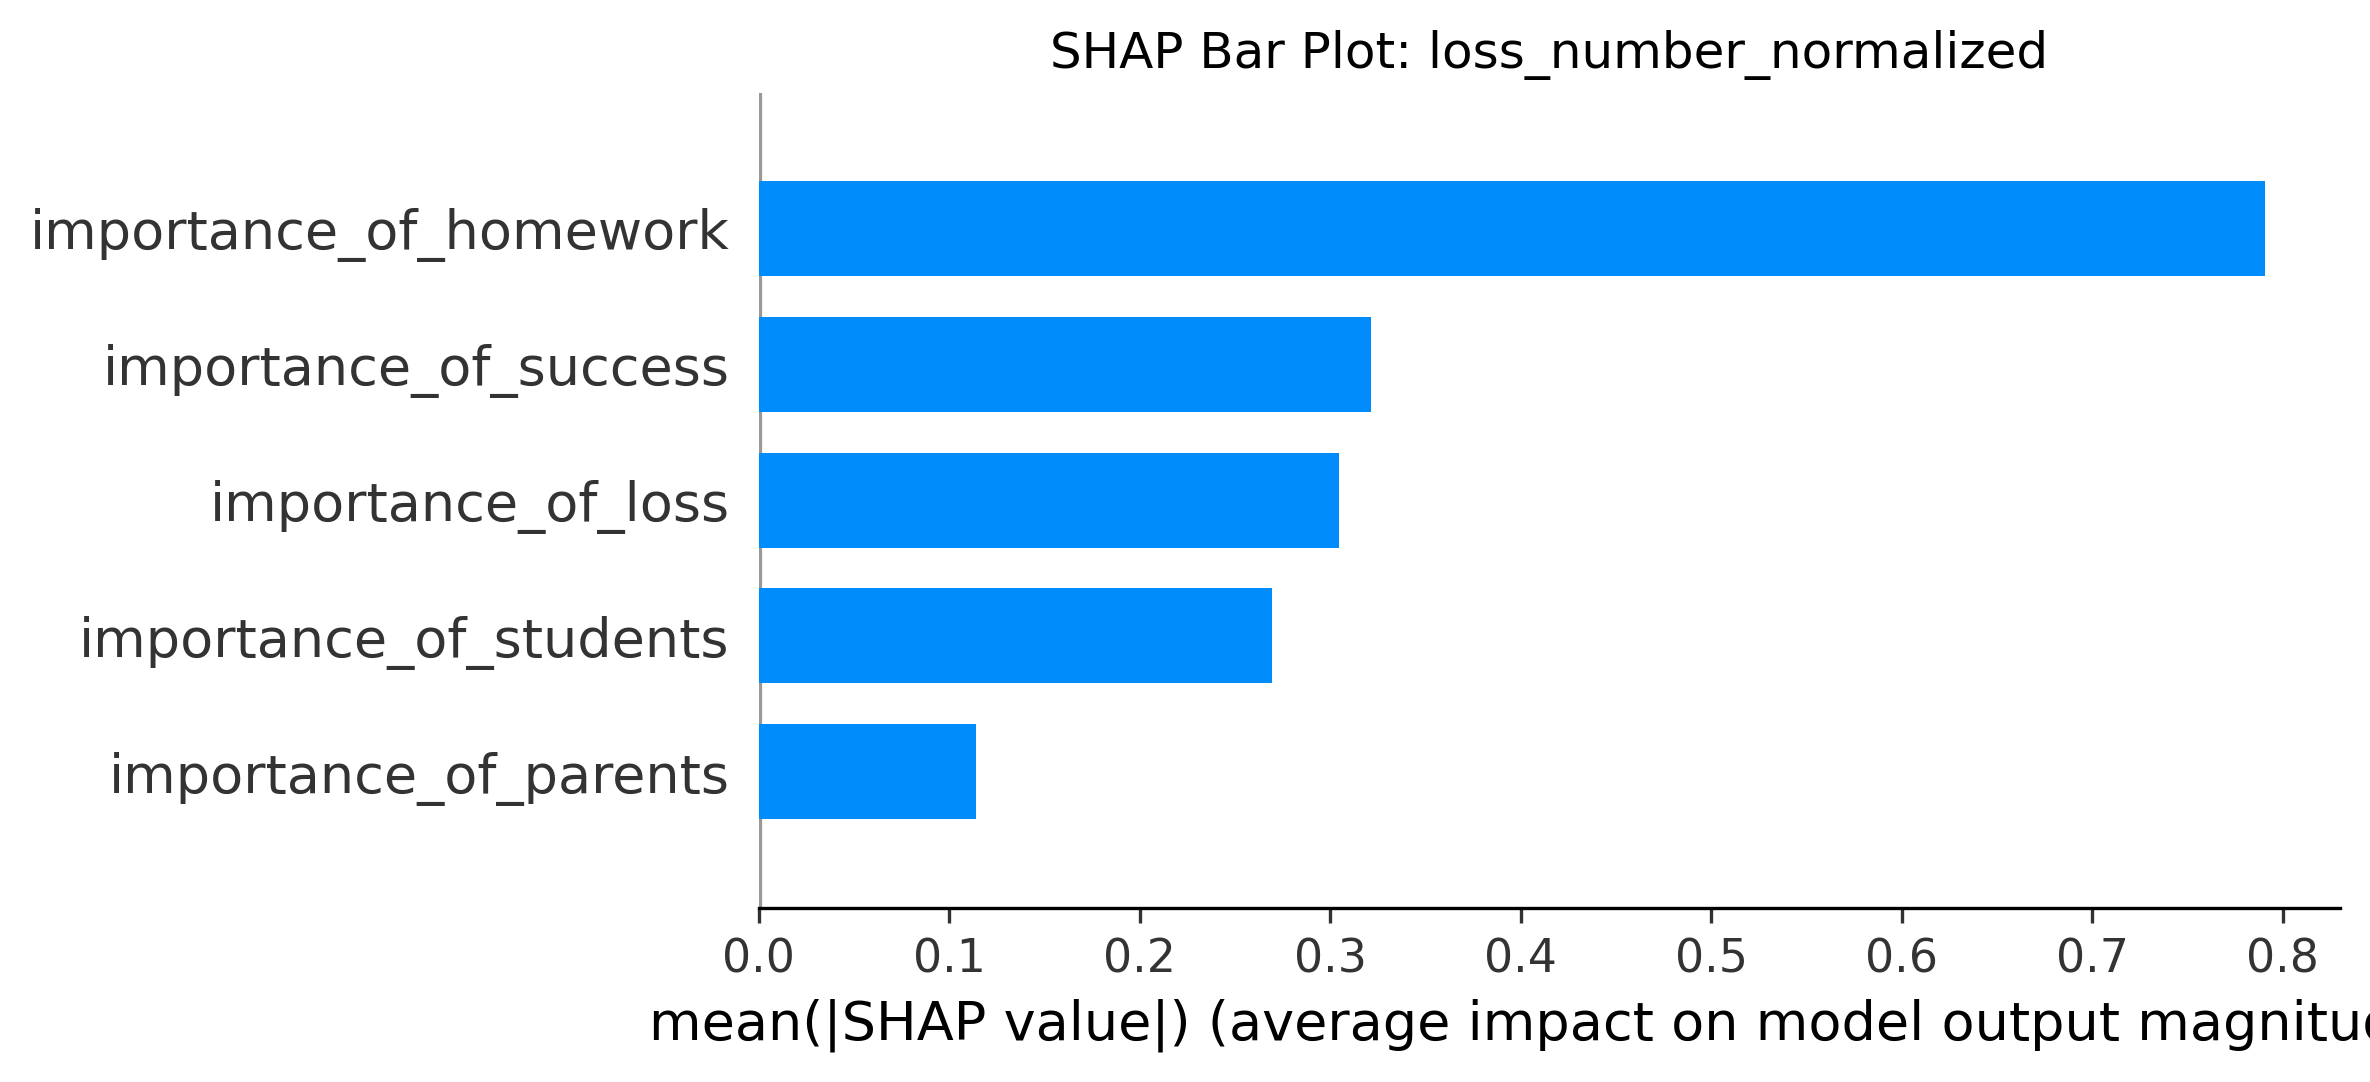 SHAP Bar Plot: loss_number_normalized
importance_of_homework
importance_of_success
importance_of_loss
importance_of_students
importance_of_parents
0.0 0.1 0.2 0.3 0.4 0.5 0.6 0.7 0.8
mean(|SHAP value|) (average impact on model output magnitud